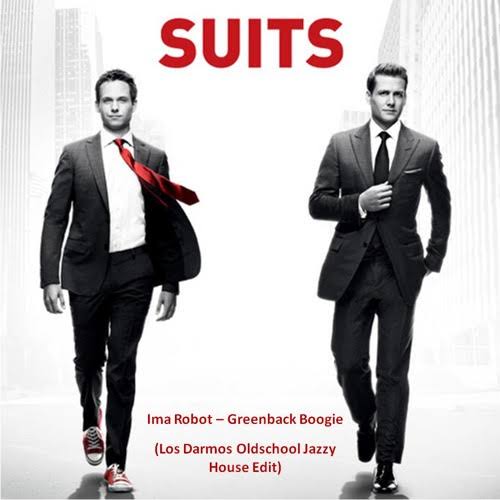 SUITS
Ima Robot – Greenback Boogie
(Los Darmos Oldschool Jazzy
House Edit)